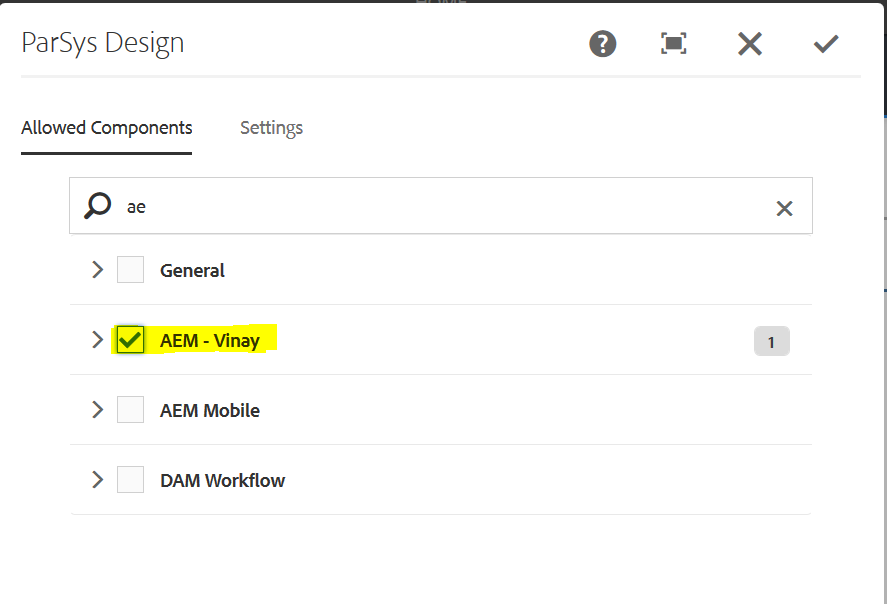 ParSys Design
Allowed Components Settings
ae
General
AEM - Vinay 1
AEM Mobile
DAM Workflow